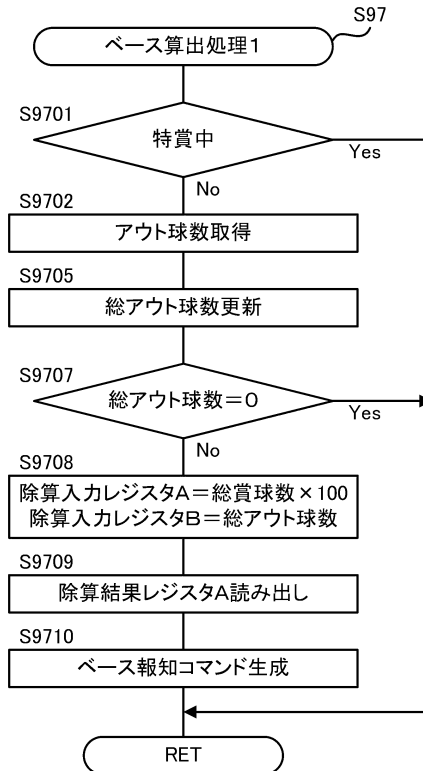 S97
ベース算出処理1
S9701
特賞中
Yes
No
S9702
アウト球数取得
S9705
総アウト球数更新
S9707
総アウト球数=0
Yes
No
S9708
除算入力レジスタA=総賞球数×100
除算入力レジスタB=総アウト球数
S9709
除算結果レジスタA読み出し
S9710
ベース報知コマンド生成
RET